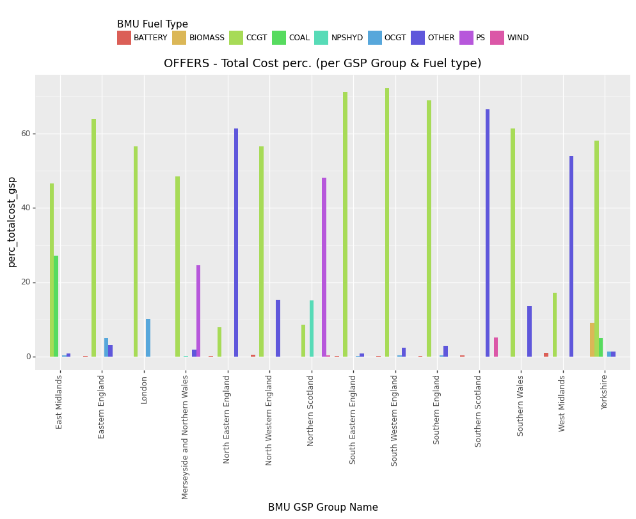 BMU Fuel Type
BATTERY BIOMASS CCGT COAL NPSHYD OCGT OTHER PS WIND
OFFERS - Total Cost perc. (per GSP Group & Fuel type)
perc_totalcost_gsp
60
40
20
0
East Midlands
Eastern England
London
Merseyside and Northern Wales
North Eastern England
North Western England
Northern Scotland
South Eastern England
South Western England
Southern England
Southern Scotland
Southern Wales
West Midlands
Yorkshire
BMU GSP Group Name